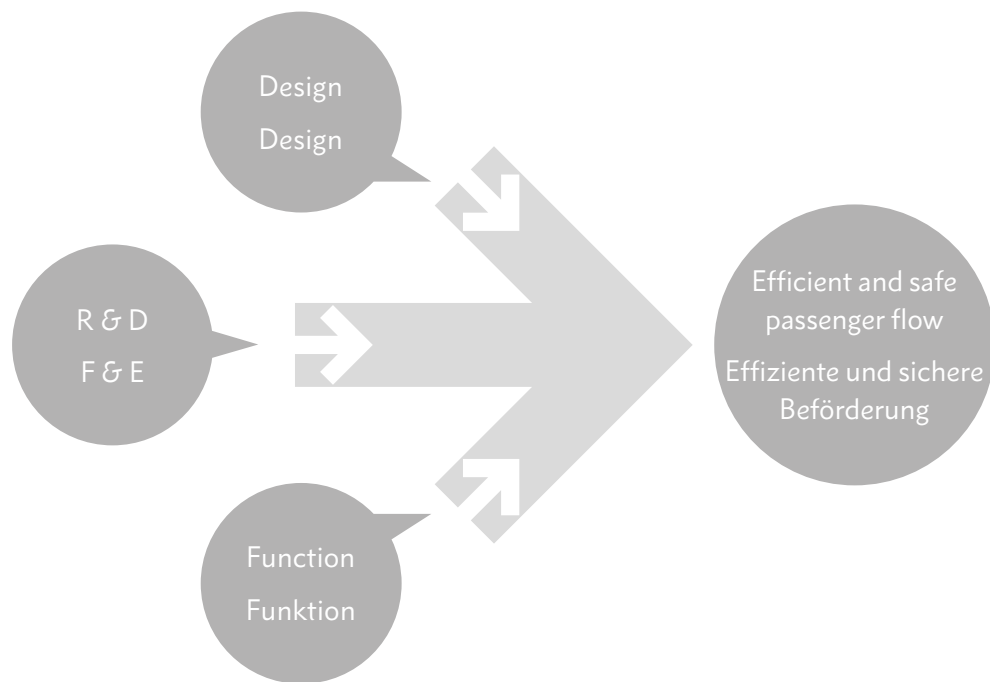 Design
Design
R & D
F & E
Efficient and safe
passenger flow
Effiziente und sichere
Beförderung
Function
Funktion